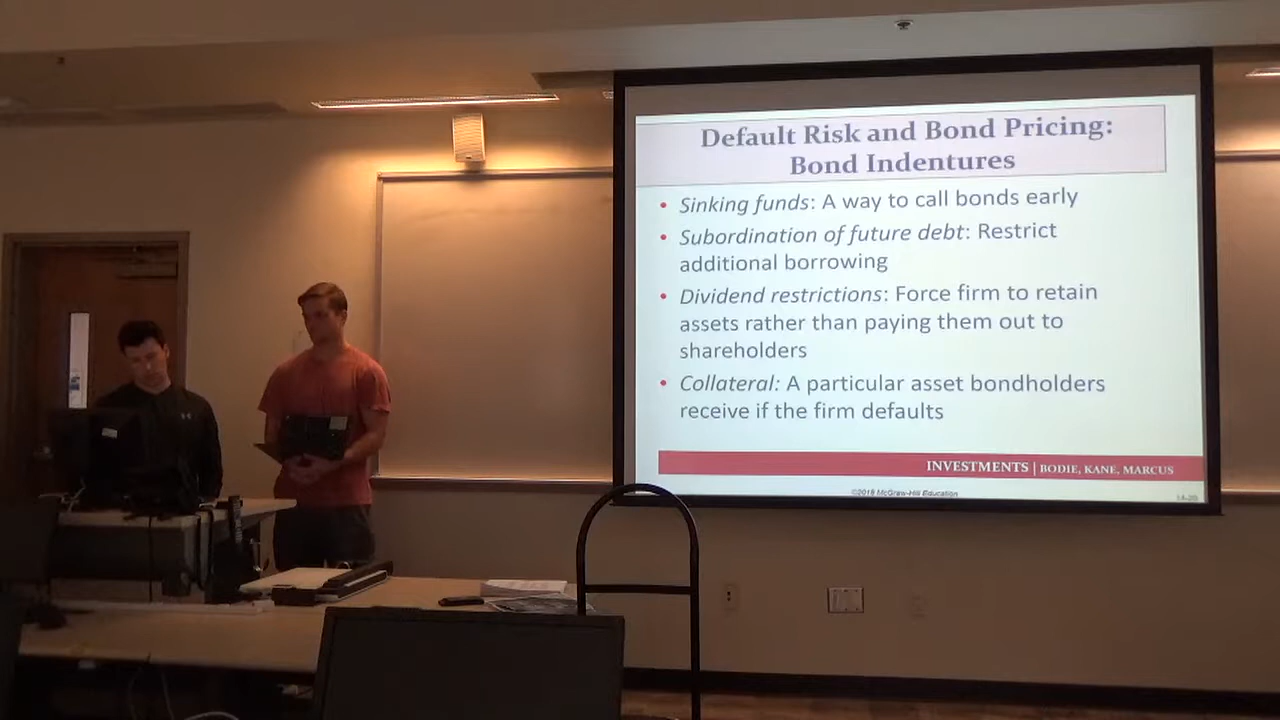 Default Risk and Bond Pricing:
Bond Indentures
• Sinking funds: A way to call bonds early
• Subordination of future debt: Restrict
additional borrowing
• Dividend restrictions: Force firm to retain
assets rather than paying them out to
shareholders
• Collateral: A particular asset bondholders
receive if the firm defaults
INVESTMENTS | BODIE, KANE, MARCUS
©2018 McGraw-Hill Education